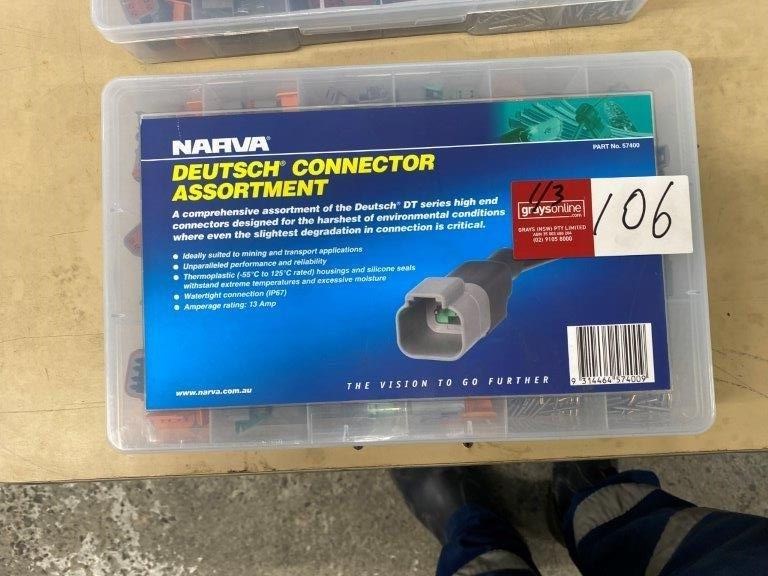 NARVA®
PART No. 57400
DEUTSCH® CONNECTOR
ASSORTMENT
A comprehensive assortment of the Deutsch® DT series high end
connectors designed for the harshest of environmental conditions
where even the slightest degradation in connection is critical.
• Ideally suited to mining and transport applications
• Unparalleled performance and reliability
• Thermoplastic (-55°C to 125°C rated) housings and silicone seals
withstand extreme temperatures and excessive moisture
• Watertight connection (IP67)
• Amperage rating: 13 Amp
43
graysonline
.com
GRAYS (NSW) PTY LIMITED
(02) 9105 8000
106
www.narva.com.au
THE VISION TO GO FURTHER
9 314464 574009